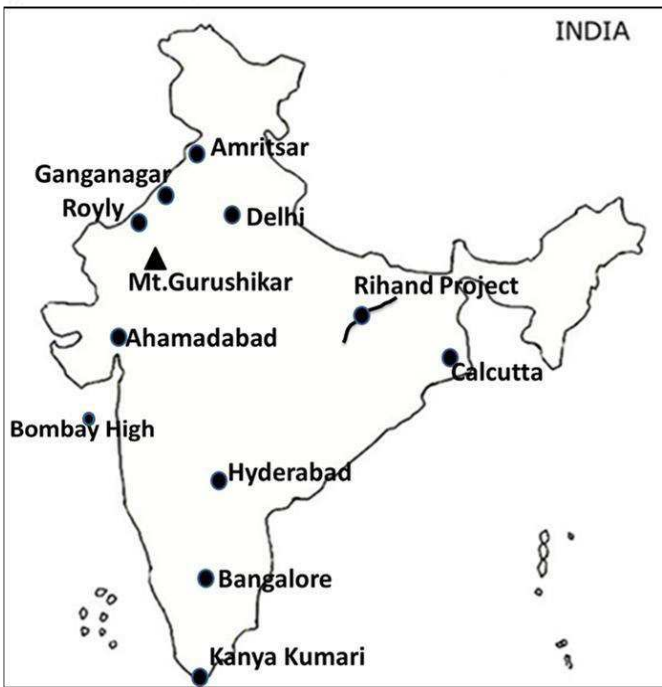 INDIA
Amritsar
Ganganagar
Royly
Delhi
Mt.Gurushikar
Rihand Project
Ahamadabad
Calcutta
Bombay High
Hyderabad
Bangalore
Kanya Kumari